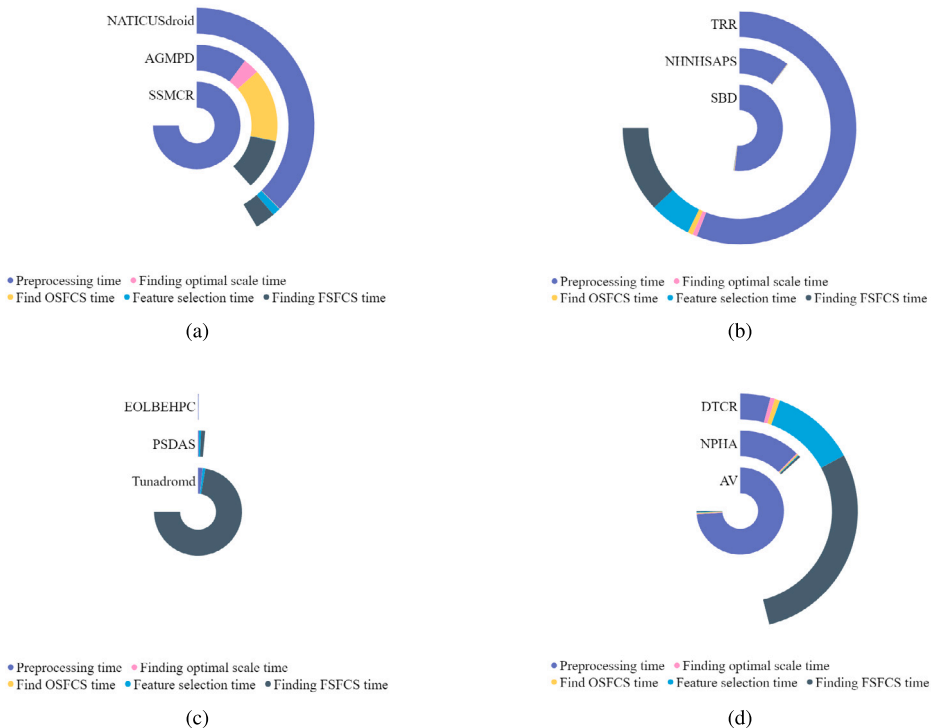 NATICUSdroid
AGMPD
SSMCR
Preprocessing time Finding optimal scale time
Find OSFCS time Feature selection time Finding FSFCS time
(a)
TRR
NHNHSAPS
SBD
Preprocessing time Finding optimal scale time
Find OSFCS time Feature selection time Finding FSFCS time
(b)
EOLBEHPC
PSDAS
Tunadromd
Preprocessing time Finding optimal scale time
Find OSFCS time Feature selection time Finding FSFCS time
(c)
DTCR
NPHA
AV
Preprocessing time Finding optimal scale time
Find OSFCS time Feature selection time Finding FSFCS time
(d)